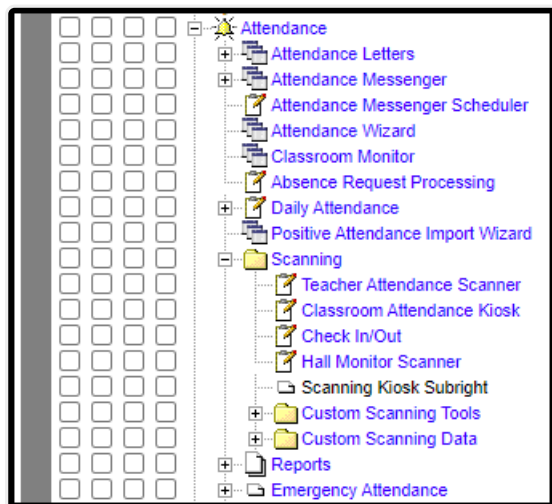 Attendance
Attendance Letters
Attendance Messenger
Attendance Messenger Scheduler
Attendance Wizard
Classroom Monitor
Absence Request Processing
Daily Attendance
Positive Attendance Import Wizard
Scanning
Teacher Attendance Scanner
Classroom Attendance Kiosk
Check In/Out
Hall Monitor Scanner
Scanning Kiosk Subright
Custom Scanning Tools
Custom Scanning Data
Reports
Emergency Attendance